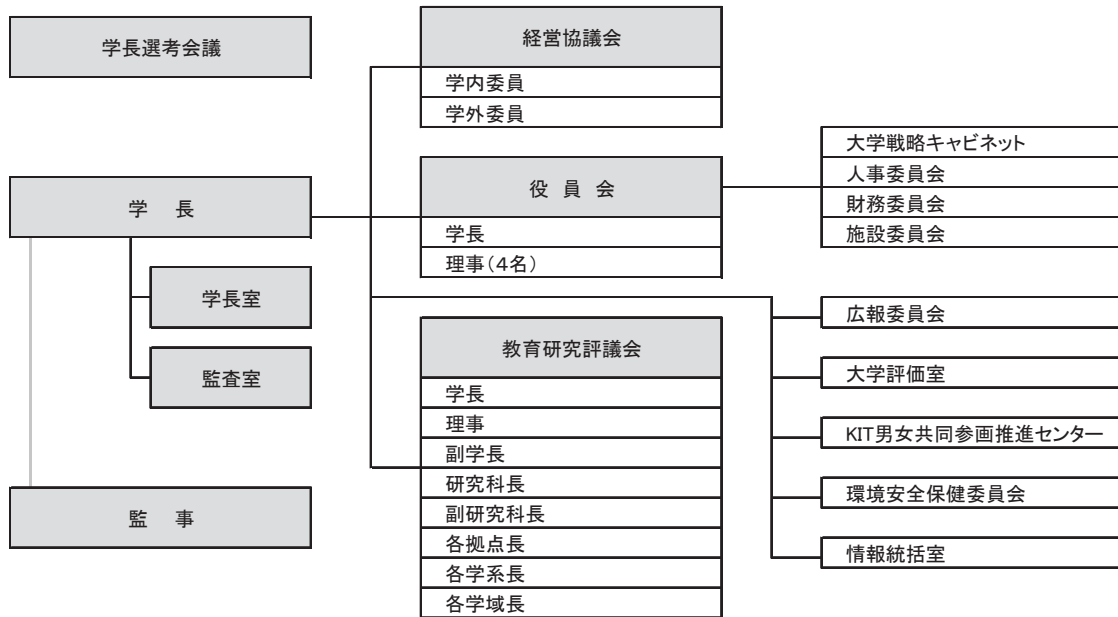 学長選考会議
学 長
学長室
監査室
監 事
経営協議会
学内委員
学外委員
役 員 会
学長
理事(4名)
教育研究評議会
学長
理事
副学長
研究科長
副研究科長
各拠点長
各学系長
各学域長
大学戦略キャビネット
人事委員会
財務委員会
施設委員会
広報委員会
大学評価室
KIT男女共同参画推進センター
環境安全保健委員会
情報統括室